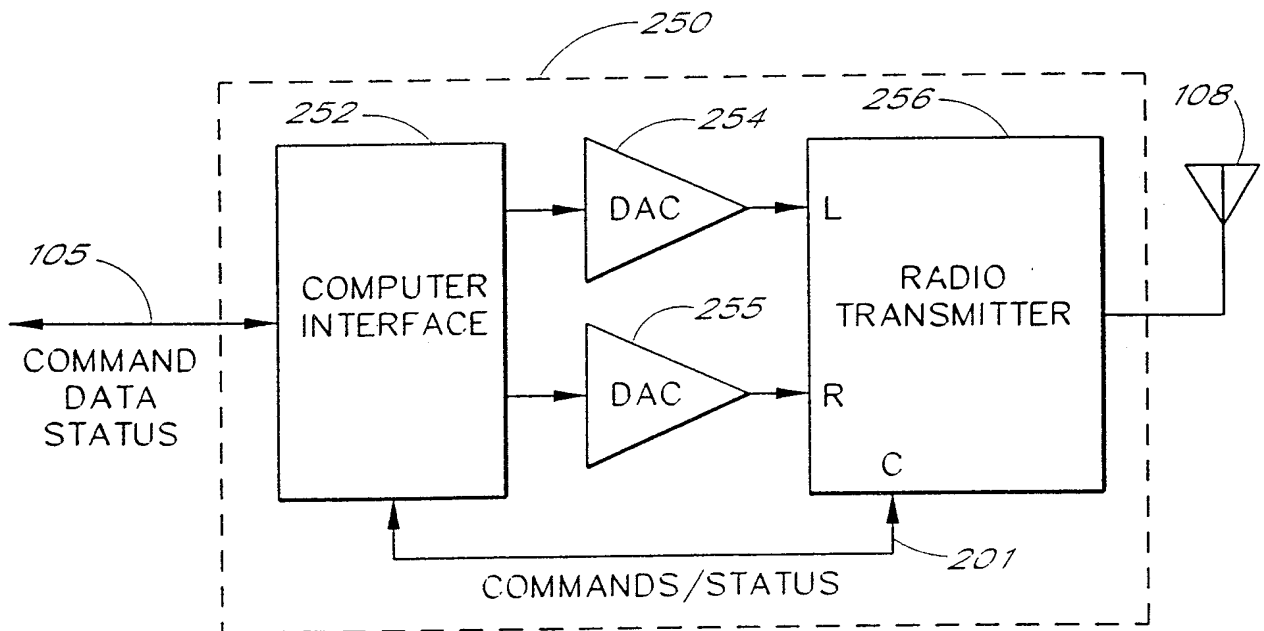 250
252
254
256
108
DAC
L
105
COMPUTER
INTERFACE
RADIO
TRANSMITTER
255
COMMAND
DATA
STATUS
DAC
R
C
201
COMMANDS/STATUS